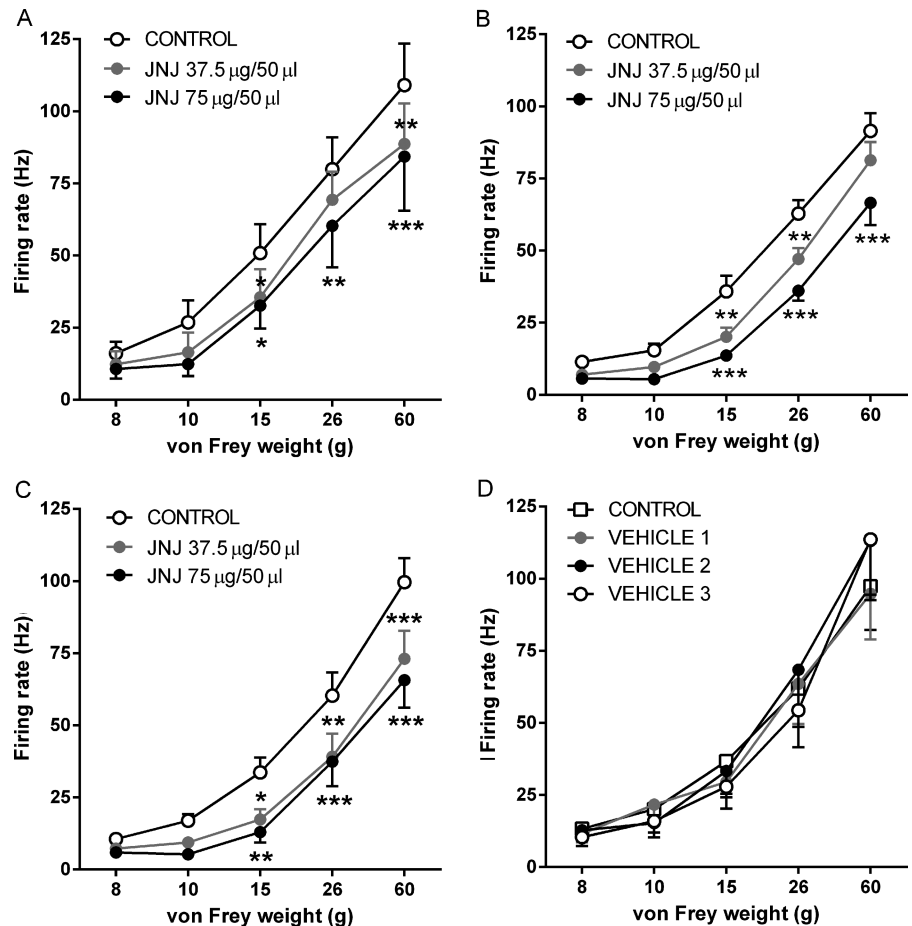 A
CONTROL
JNJ 37.5 µg/50 µl
JNJ 75 µg/50 µl
Firing rate (Hz)
125
100
75
50
25
0
**
***
*
**
*
8 10 15 26 60
von Frey weight (g)
B
CONTROL
JNJ 37.5 µg/50 µl
JNJ 75 µg/50 µl
Firing rate (Hz)
125
100
75
50
25
0
**
***
**
***
***
8 10 15 26 60
von Frey weight (g)
C
CONTROL
JNJ 37.5 µg/50 µl
JNJ 75 µg/50 µl
Firing rate (Hz)
125
100
75
50
25
0
***
**
***
*
***
**
8 10 15 26 60
von Frey weight (g)
D
CONTROL
VEHICLE 1
VEHICLE 2
VEHICLE 3
| Firing rate (Hz)
125
100
75
50
25
0
8 10 15 26 60
von Frey weight (g)